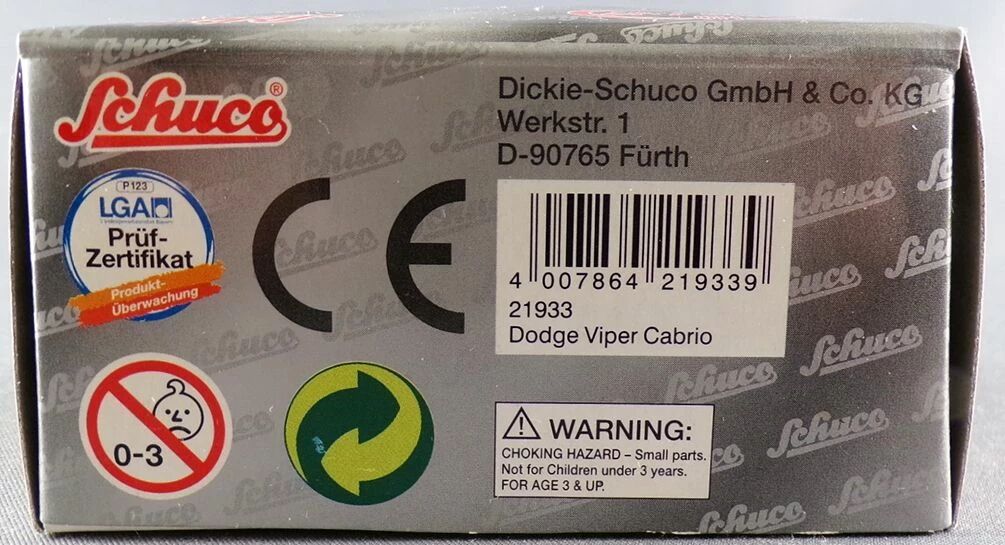 Schuco®
Dickie-Schuco GmbH & Co. KG
Werkstr. 1
D-90765 Fürth
P 123
LGA
Prüf-
Zertifikat
Produkt-
Überwachung
CE
4 007864 219339
21933
Dodge Viper Cabrio
0-3
WARNING:
CHOKING HAZARD – Small parts.
Not for Children under 3 years.
FOR AGE 3 & UP.